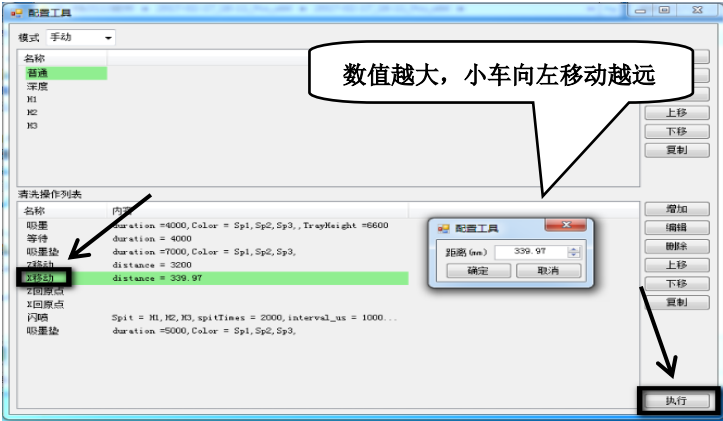 配置工具
模式 手动
名称
普通
深度
H1
H2
H3
数值越大，小车向左移动越远
上移
下移
复制
清洗操作列表
名称 内容
吸墨 duration =4000,Color = Sp1,Sp2,Sp3,,TrayHeight =6600
等待 duration = 4000
吸墨垫 duration =7000,Color = Sp1,Sp2,Sp3,
Z移动 distance = 3200
X移动 distance = 339.97
Z回原点
X回原点
闪喷 Spit = H1,H2,H3,spitTimes = 2000,interval_us = 1000...
吸墨垫 duration =5000,Color = Sp1,Sp2,Sp3,
配置工具
距离(mm) 339.97
确定 取消
增加
编辑
删除
上移
下移
复制
执行